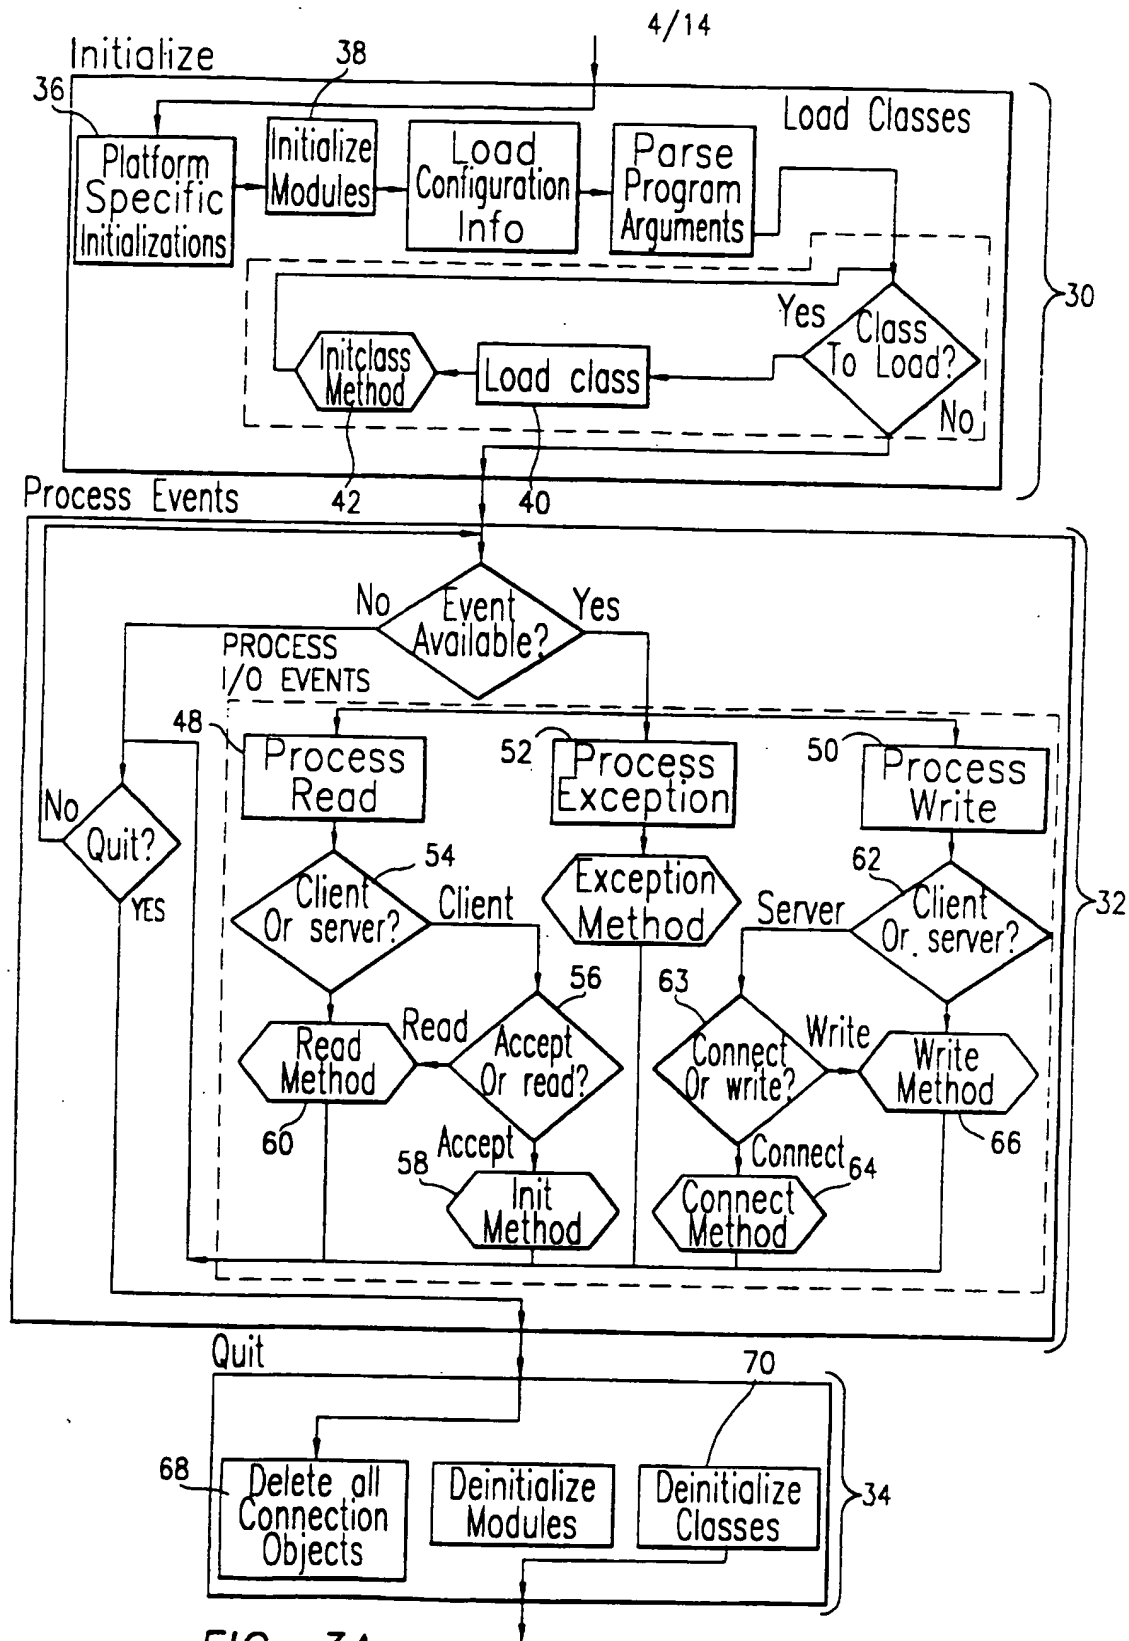 4/14
Initialize
38
36
Load Classes
Platform
Specific
Initializations
Initialize
Modules
Load
Configuration
Info
Parse
Program
Arguments
30
Yes
Class
To Load?
No
Initclass
Method
Load class
42
40
Process Events
No
Event
Available?
Yes
PROCESS
I/O EVENTS
48
Process
Read
52
Process
Exception
50
Process
Write
No
Quit?
YES
54
Client
Or server?
Client
Exception
Method
62
Server
Client
Or server?
32
56
63
Read
Method
Read
Accept
Or read?
Connect
Or write?
Write
Write
Method
60
Accept
58
Init
Method
Connect
64
Connect
Method
66
Quit
70
68
Delete all
Connection
Objects
Deinitialize
Modules
Deinitialize
Classes
34
FIG. 3A